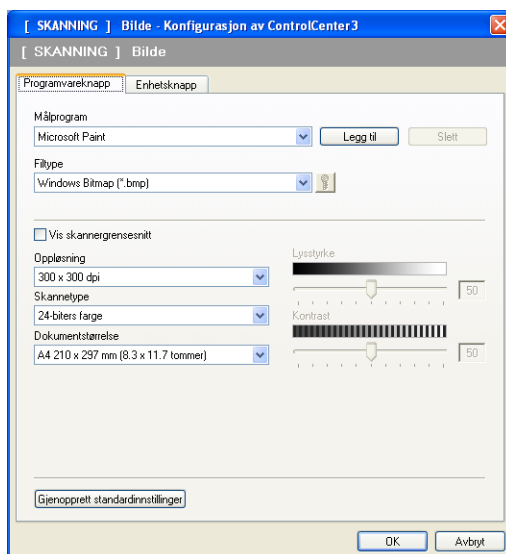 [ SKANNING ] Bilde - Konfigurasjon av ControlCenter3
[ SKANNING ] Bilde
Programvareknapp Enhetsknapp
Målprogram
Microsoft Paint Legg til Slett
Filtype
Windows Bitmap (*.bmp)
Vis skannergrensesnitt
Oppløsning Lysstyrke
300 x 300 dpi 50
Skannetype Kontrast
24-biters farge
Dokumentstørrelse
A4 210 x 297 mm (8.3 x 11.7 tommer) 50
Gjenopprett standardinnstillinger
OK Avbryt